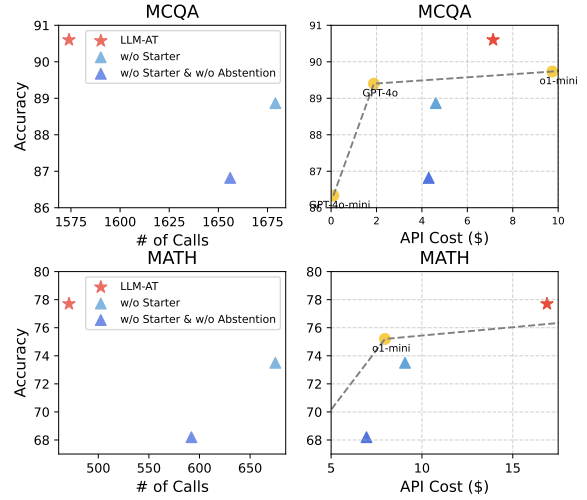 MCQA
91
90
89
88
87
86
Accuracy
LLM-AT
w/o Starter
w/o Starter & w/o Abstention
1575 1600 1625 1650 1675
# of Calls
MCQA
91
90
89
88
87
86
GPT-4o
o1-mini
GPT-4o-mini
0 2 4 6 8 10
API Cost ($)
MATH
80
78
76
74
72
70
68
Accuracy
LLM-AT
w/o Starter
w/o Starter & w/o Abstention
500 550 600 650
# of Calls
MATH
80
78
76
74
72
70
68
o1-mini
5 10 15
API Cost ($)